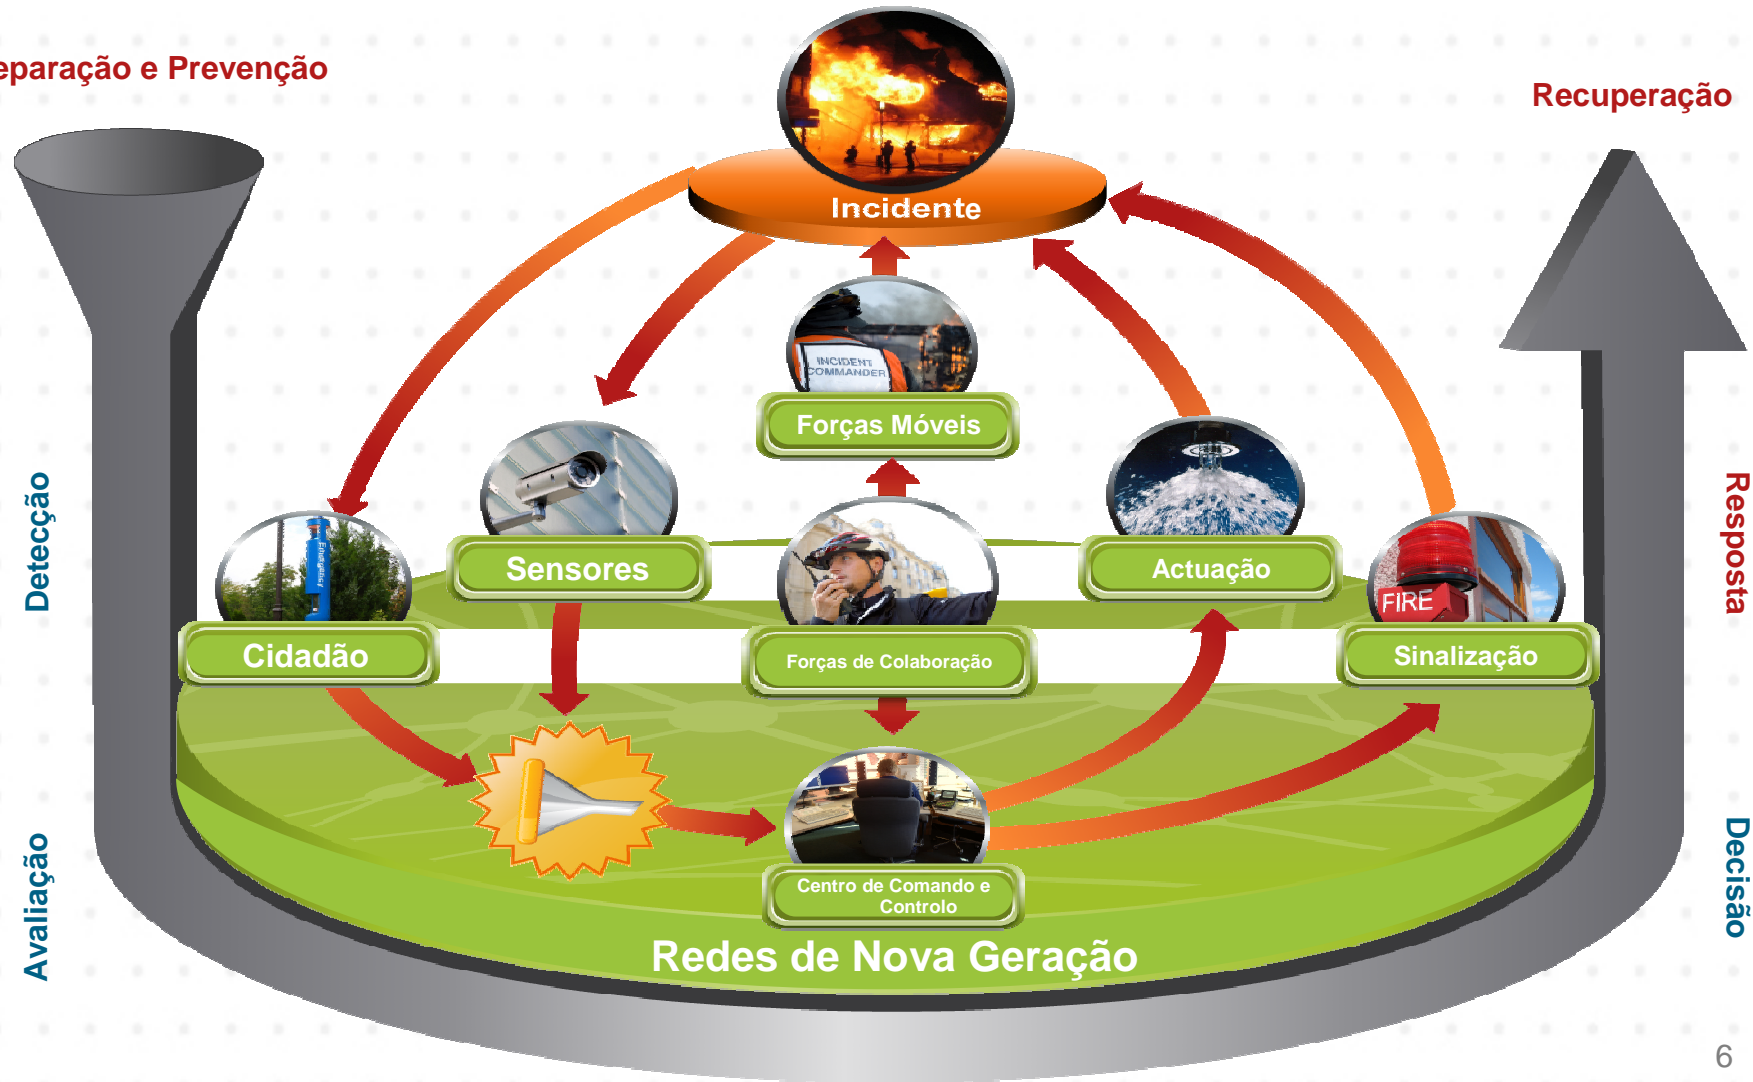 eparação e Prevenção
Recuperação
Incidente
INCIDENT
COMMANDER
Forças Móveis
Sensores
Actuação
Emergency
FIRE
Cidadão
Forças de Colaboração
Sinalização
Detecção
Resposta
Avaliação
Decisão
Centro de Comando e
Controlo
Redes de Nova Geração
6